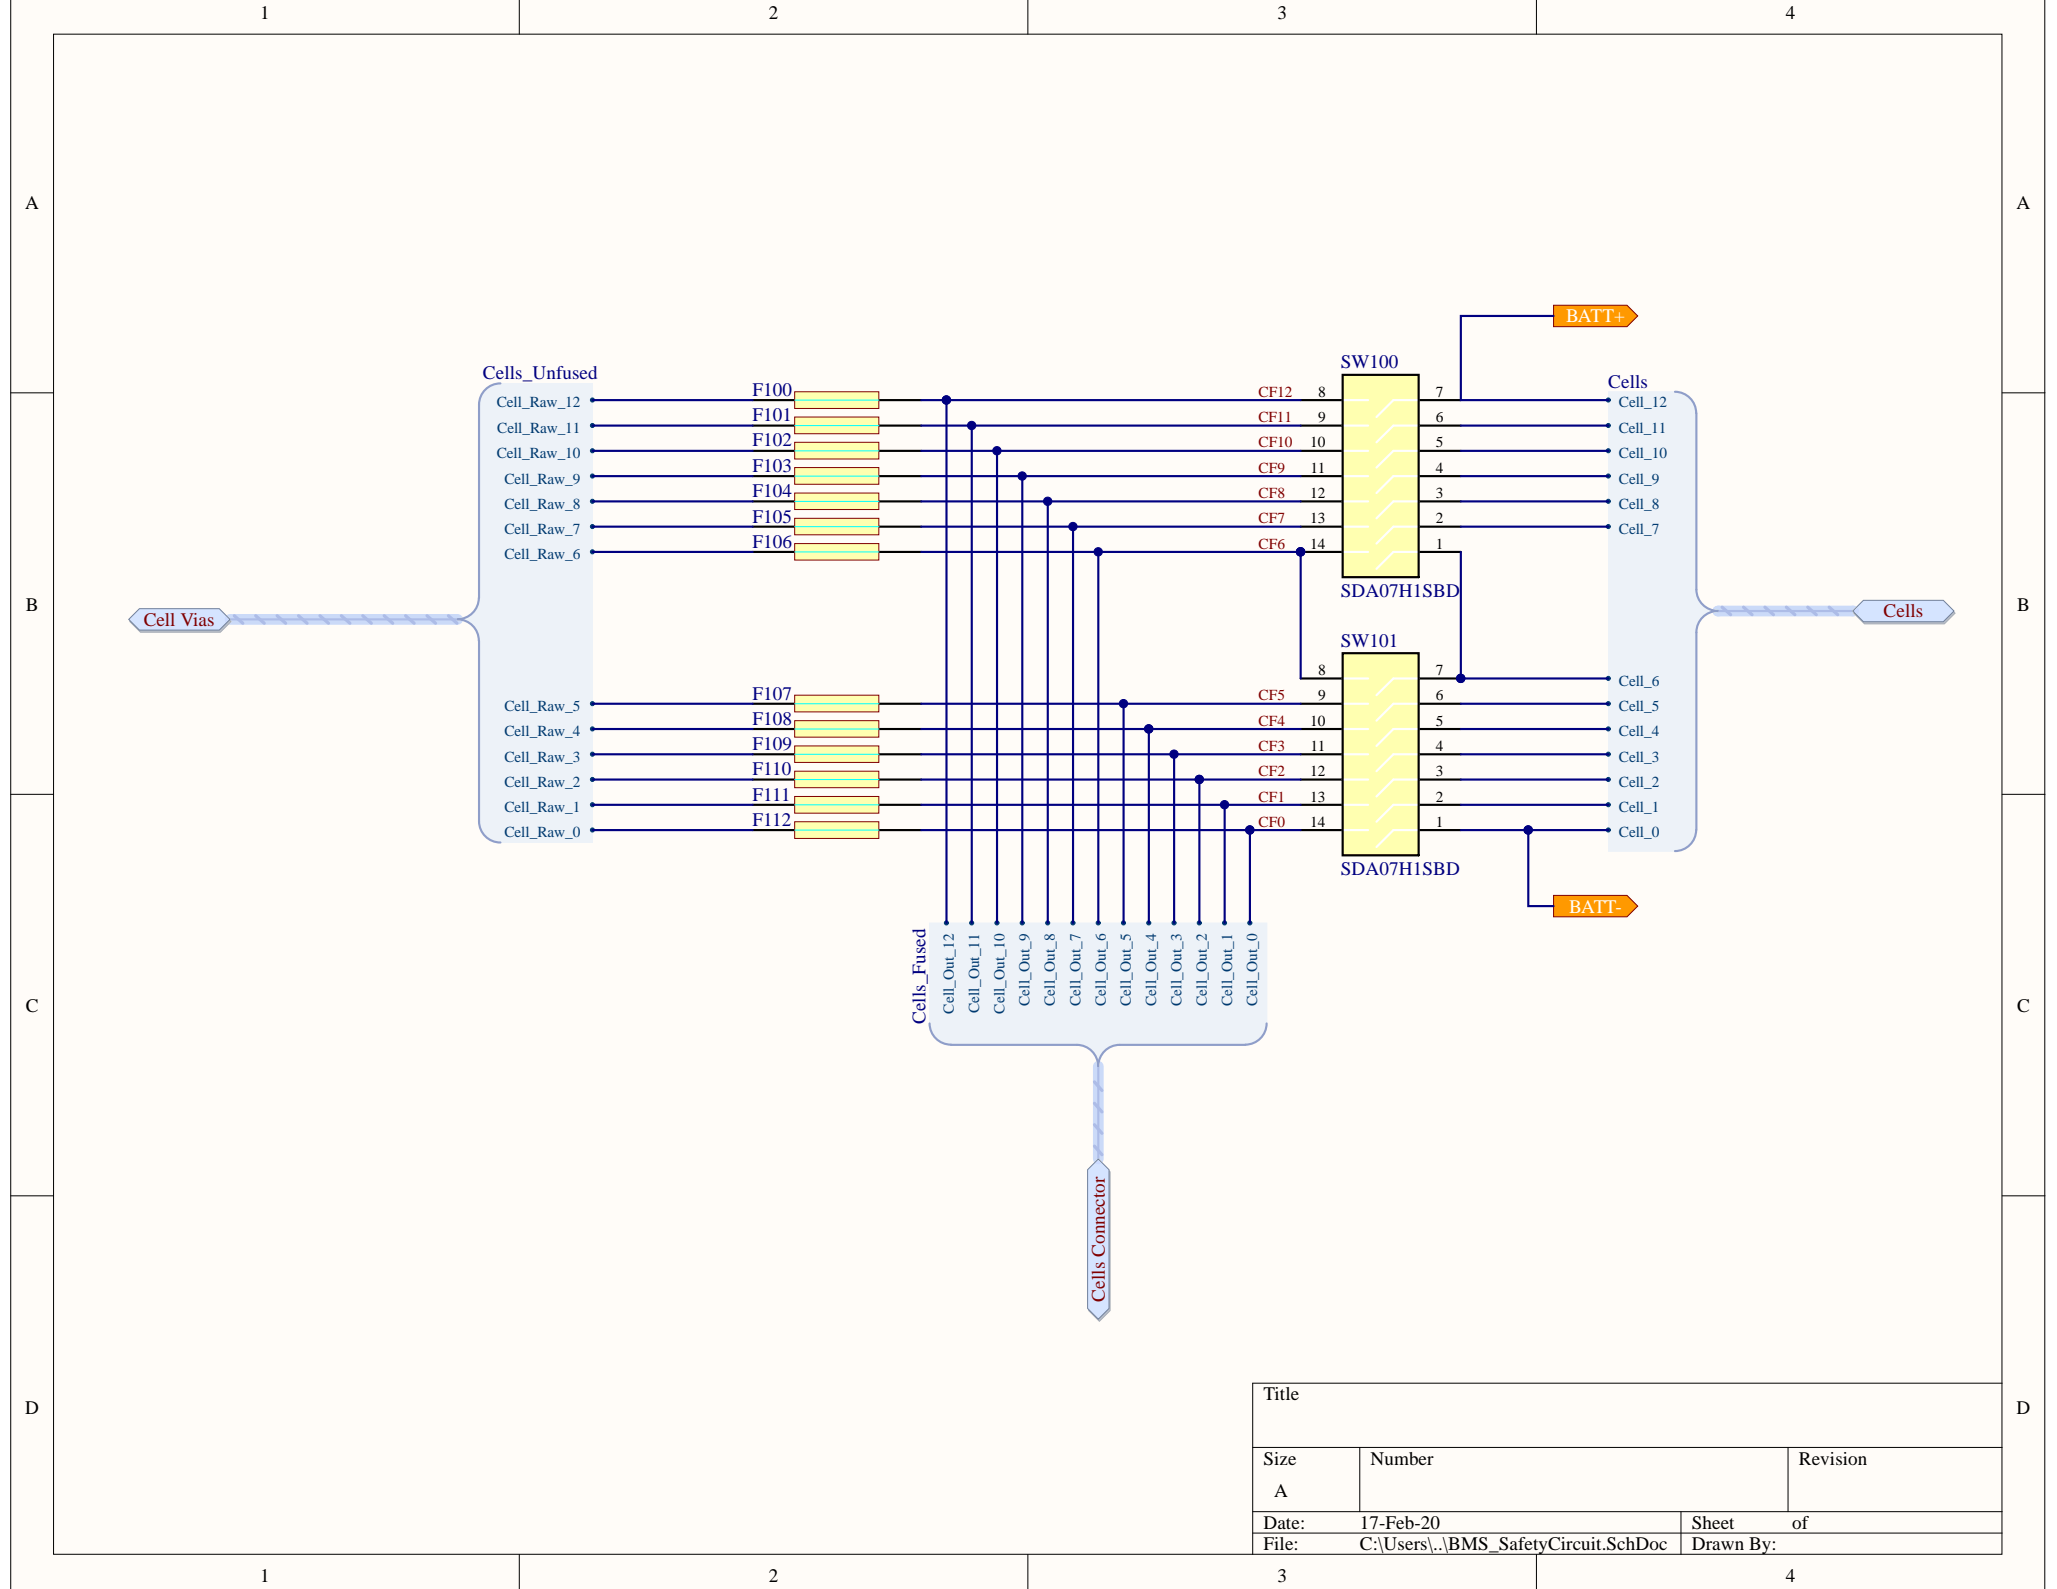 1 2 3 4
A A
BATT+
SW100
Cells_Unfused
Cells
F100 CF12 8 7
Cell_Raw_12 Cell_12
F101 CF11 9 6
Cell_Raw_11 Cell_11
F102 CF10 10 5
Cell_Raw_10 Cell_10
F103 CF9 11 4
Cell_Raw_9 Cell_9
F104 CF8 12 3
Cell_Raw_8 Cell_8
F105 CF7 13 2
Cell_Raw_7 Cell_7
F106 CF6 14 1
Cell_Raw_6
SDA07H1SBD
B B
Cell Vias Cells
SW101
8 7
Cell_6
F107 CF5 9 6
Cell_Raw_5 Cell_5
F108 CF4 10 5
Cell_Raw_4 Cell_4
F109 CF3 11 4
Cell_Raw_3 Cell_3
F110 CF2 12 3
Cell_Raw_2 Cell_2
F111 CF1 13 2
Cell_Raw_1 Cell_1
F112 CF0 14 1
Cell_Raw_0 Cell_0
SDA07H1SBD
BATT-
Cells_Fused
Cell_Out_12
Cell_Out_11
Cell_Out_10
Cell_Out_9
Cell_Out_8
Cell_Out_7
Cell_Out_6
Cell_Out_5
Cell_Out_4
Cell_Out_3
Cell_Out_2
Cell_Out_1
Cell_Out_0
C C
Cells Connector
D D
Title
Size Number Revision
A
Date: 17-Feb-20 Sheet of
File: C:\Users\..\BMS_SafetyCircuit.SchDoc Drawn By:
1 2 3 4